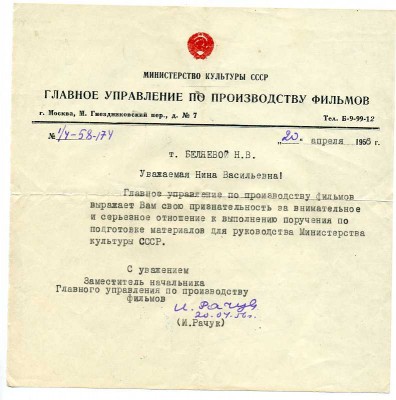 МИНИСТЕРСТВО КУЛЬТУРЫ СССР
ГЛАВНОЕ УПРАВЛЕНИЕ ПО ПРОИЗВОДСТВУ ФИЛЬМОВ
г. Москва, М. Гнездниковский пер., д. № 7 Тел. Б-9-99-12
№ 1/4-58-174 „20" апреля 1956 г.
т. БЕЛЯЕВОЙ Н.В.
Уважаемая Нина Васильевна!
Главное управление по производству фильмов
выражает Вам свою признательность за внимательное
и серьезное отношение к выполнению поручения по
подготовке материалов для руководства Министерства
культуры СССР.
С уважением
Заместитель начальника
Главного управления по производству
фильмов
И. Рачук
20.04.56г.
(И.Рачук)